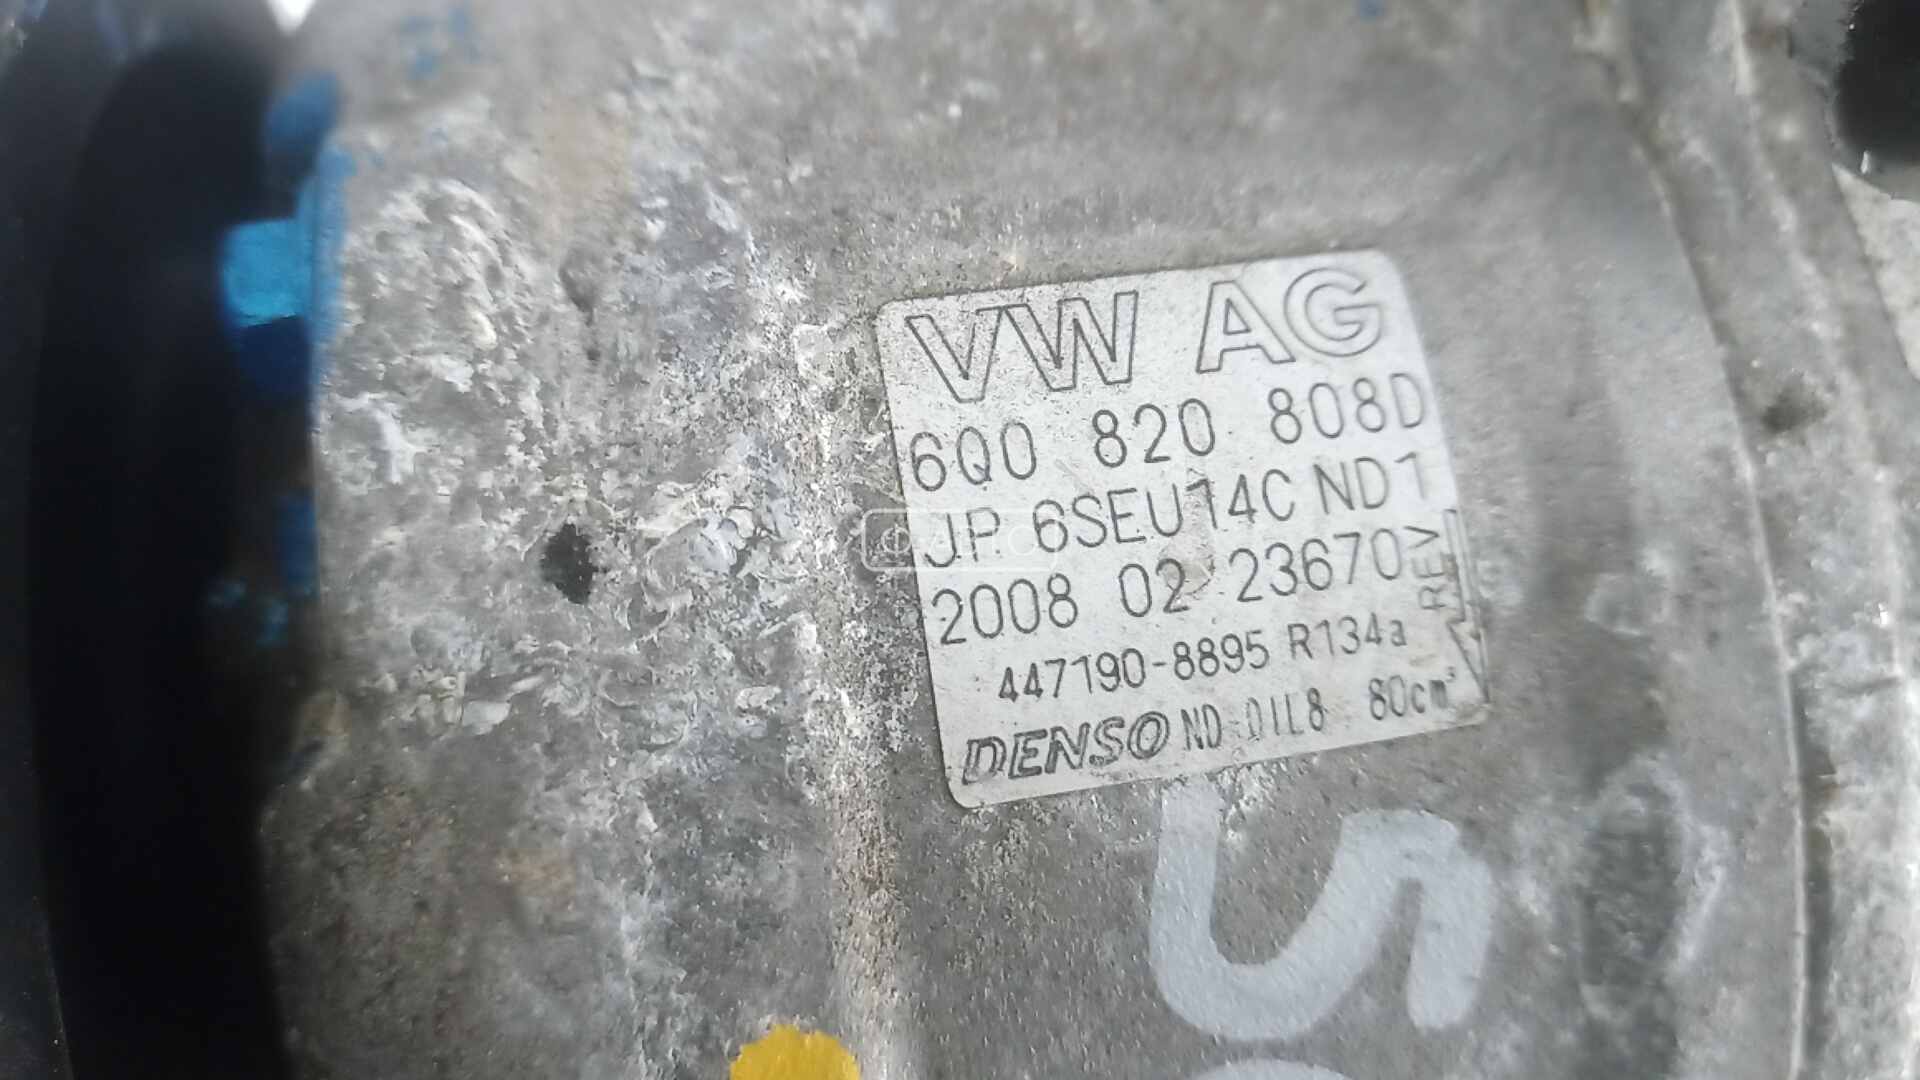 VW AG
6Q0 820 808D
JP. 6SEU14C ND1
2008 02 23670
REV
447190-8895 R134a
DENSO ND-OIL8 80cm³